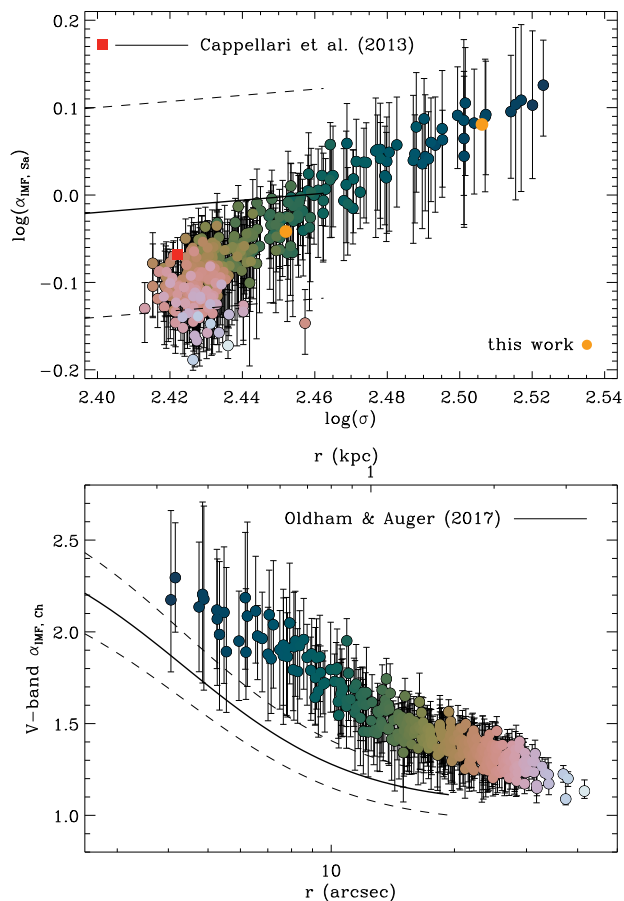 0.2
Cappellari et al. (2013)
0.1
log(α_IMF, Sa)
0.0
−0.1
this work
−0.2
2.40 2.42 2.44 2.46 2.48 2.50 2.52 2.54
log(σ)
r (kpc)
1
Oldham & Auger (2017)
2.5
V−band α_IMF, Ch
2.0
1.5
1.0
10
r (arcsec)